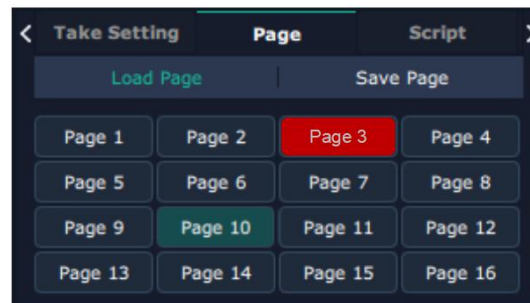 Take Setting Page Script
Load Page Save Page
Page 1 Page 2 Page 3 Page 4
Page 5 Page 6 Page 7 Page 8
Page 9 Page 10 Page 11 Page 12
Page 13 Page 14 Page 15 Page 16